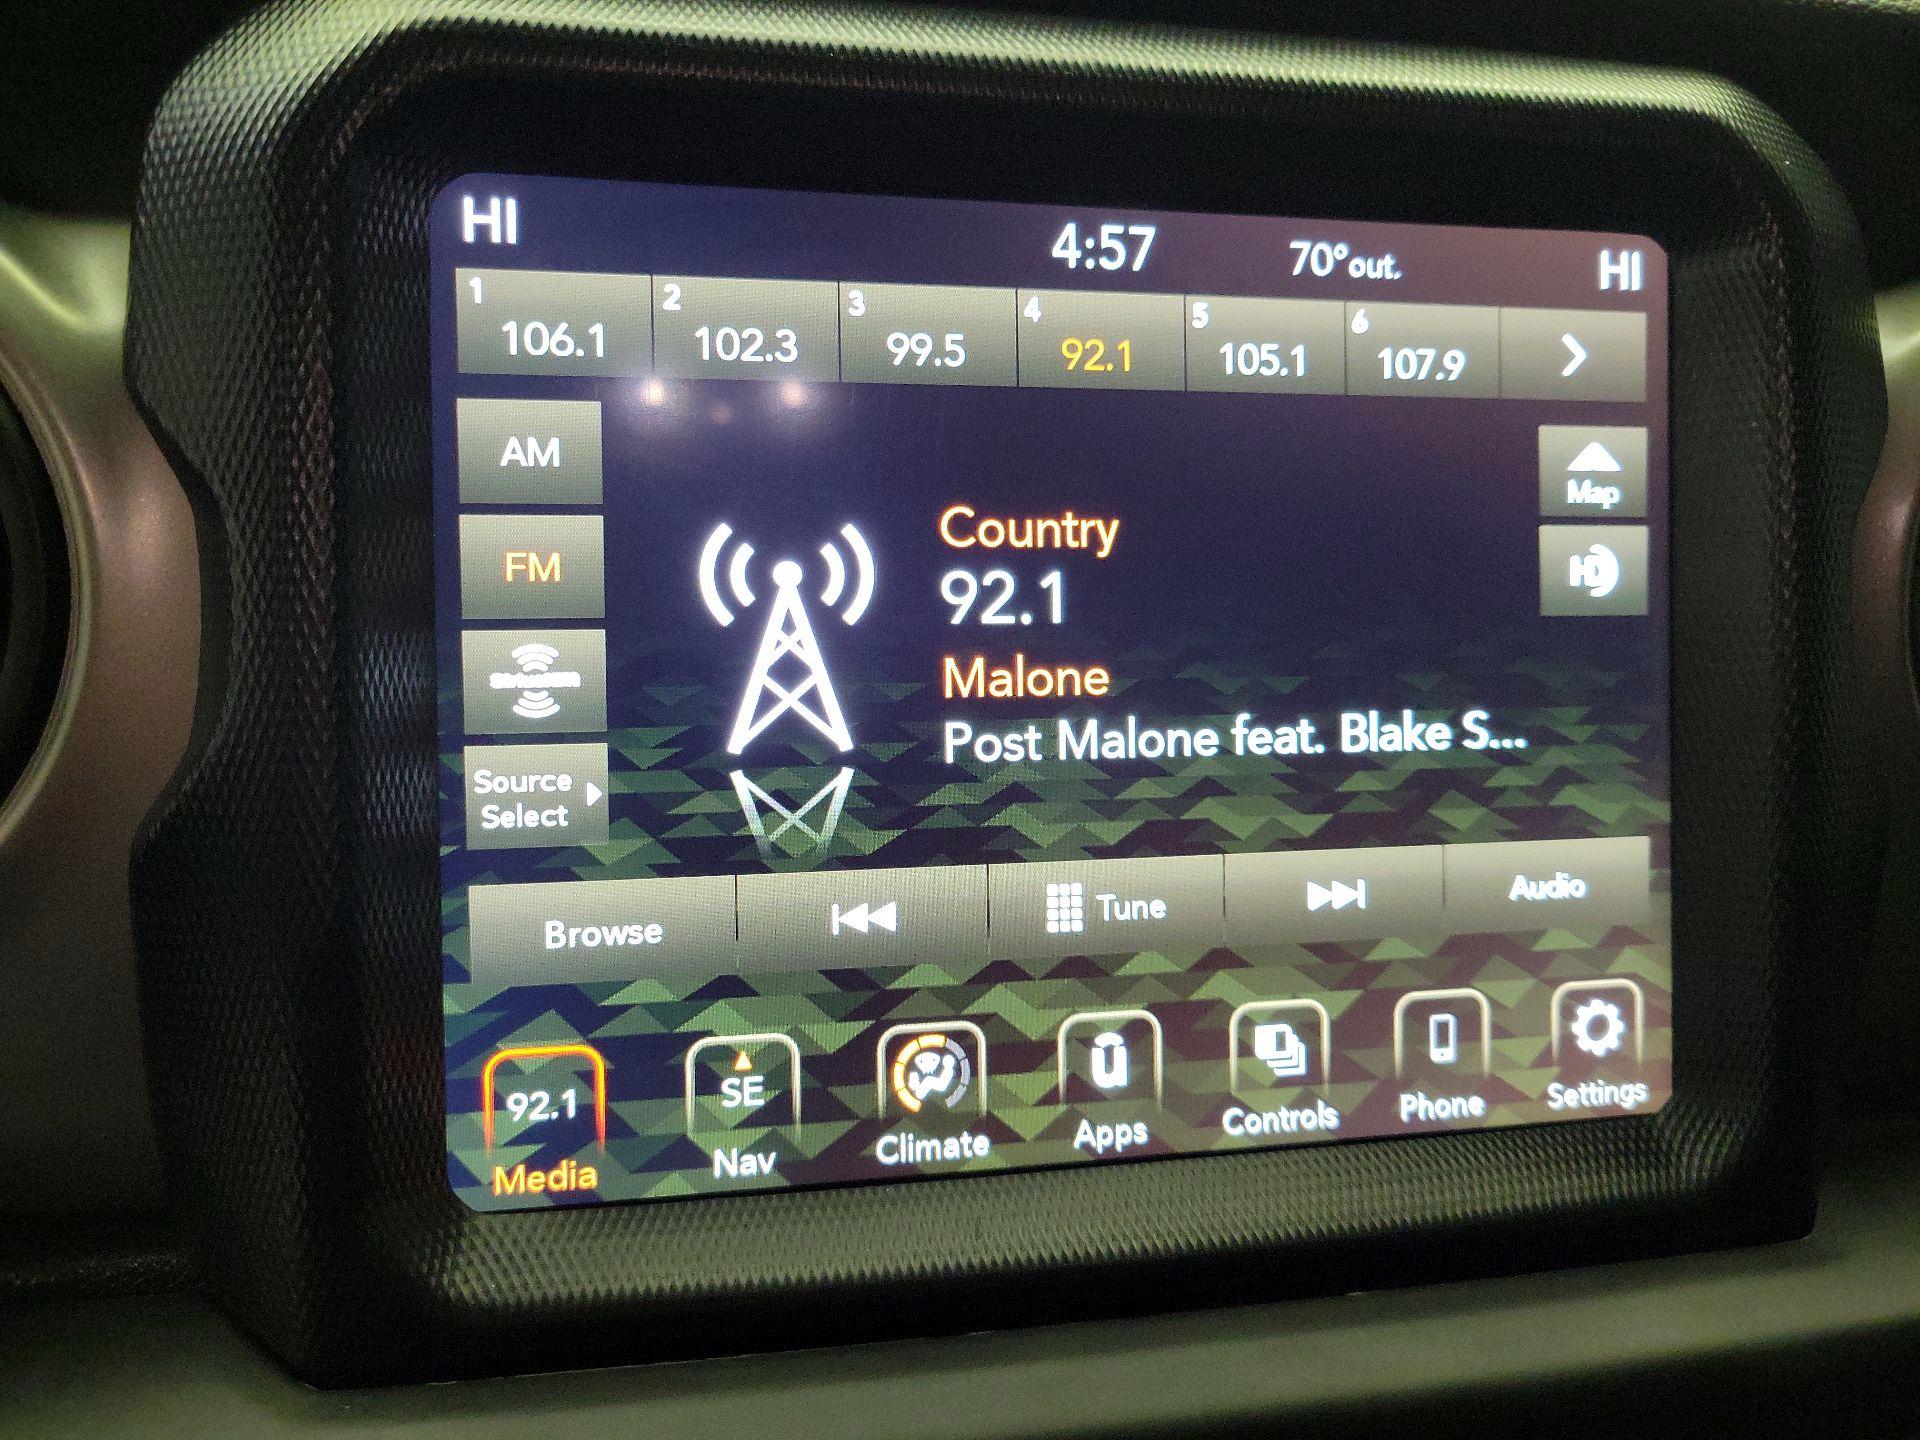 HI 4:57 70°out. HI
1 2 3 4 5 6
106.1 102.3 99.5 92.1 105.1 107.9
AM
FM
Source
Select
Country
92.1
Malone
Post Malone feat. Blake S...
Map
HD
Browse Tune Audio
92.1 SE
Media Nav Climate Apps Controls Phone Settings